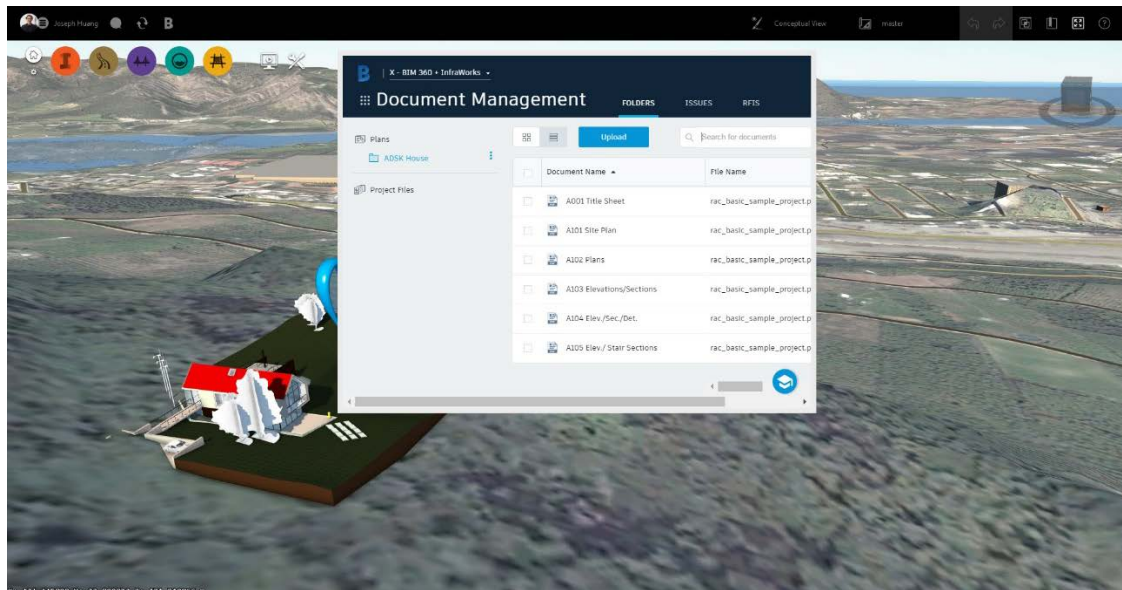 Joseph Huang B Conceptual View master
B | X - BIM 360 + InfraWorks
Document Management FOLDERS ISSUES RFIS
Plans Upload Search for documents
ADSK House
Document Name File Name
Project Files
A001 Title Sheet rac_basic_sample_project.p
A101 Site Plan rac_basic_sample_project.p
A102 Plans rac_basic_sample_project.p
A103 Elevations/Sections rac_basic_sample_project.p
A104 Elev./Sec./Det. rac_basic_sample_project.p
A105 Elev./ Stair Sections rac_basic_sample_project.p